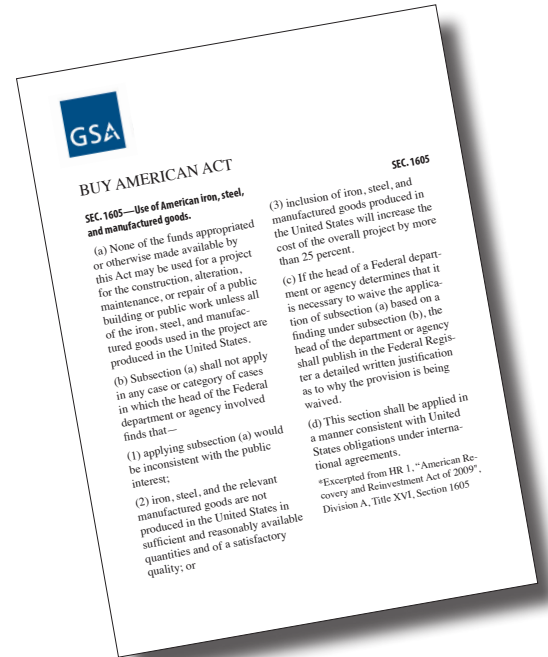 GSA
BUY AMERICAN ACT
SEC. 1605—Use of American iron, steel,
and manufactured goods.
(a) None of the funds appropriated
or otherwise made available by
this Act may be used for a project
for the construction, alteration,
maintenance, or repair of a public
building or public work unless all
of the iron, steel, and manufac-
tured goods used in the project are
produced in the United States.
(b) Subsection (a) shall not apply
in any case or category of cases
in which the head of the Federal
department or agency involved
finds that—
(1) applying subsection (a) would
be inconsistent with the public
interest;
(2) iron, steel, and the relevant
manufactured goods are not
produced in the United States in
sufficient and reasonably available
quantities and of a satisfactory
quality; or
SEC. 1605
(3) inclusion of iron, steel, and
manufactured goods produced in
the United States will increase the
cost of the overall project by more
than 25 percent.
(c) If the head of a Federal depart-
ment or agency determines that it
is necessary to waive the applica-
tion of subsection (a) based on a
finding under subsection (b), the
head of the department or agency
shall publish in the Federal Regis-
ter a detailed written justification
as to why the provision is being
waived.
(d) This section shall be applied in
a manner consistent with United
States obligations under interna-
tional agreements.
*Excerpted from HR 1, “American Re-
covery and Reinvestment Act of 2009”,
Division A, Title XVI, Section 1605